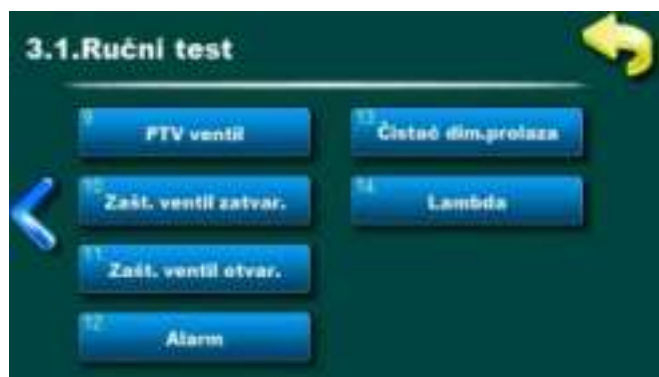 3.1.Ručni test
9
PTV ventil
10
Zašt. ventil zatvar.
11
Zašt. ventil otvar.
12
Alarm
13
Čistač dim.prolaza
14
Lambda